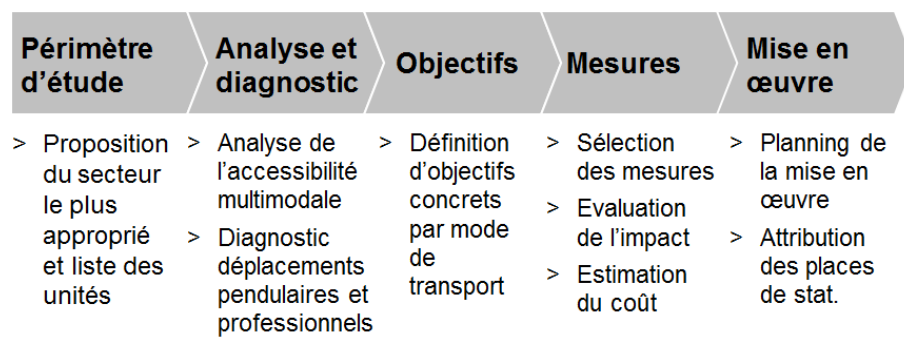 Périmètre
d'étude
Analyse et
diagnostic
Objectifs
Mesures
Mise en
œuvre
> Proposition
du secteur
le plus
approprié
et liste des
unités
> Analyse de
l'accessibilité
multimodale
> Diagnostic
déplacements
pendulaires et
professionnels
> Définition
d'objectifs
concrets
par mode
de
transport
> Sélection
des mesures
> Evaluation
de l'impact
> Estimation
du coût
> Planning de
la mise en
œuvre
> Attribution
des places
de stat.